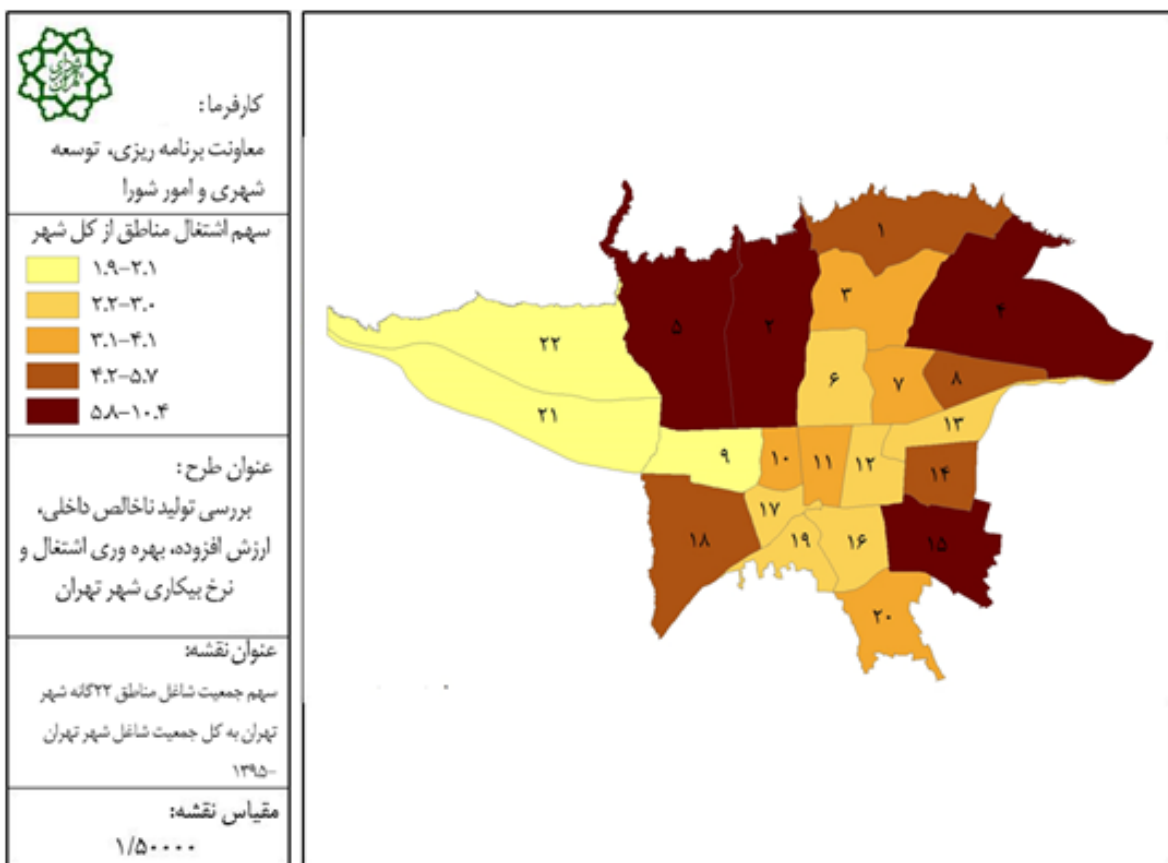 کارفرما:
معاونت برنامه ریزی، توسعه
شهری و امور شورا
سهم اشتغال مناطق از کل شهر
۱.۹-۲.۱
۲.۲-۳.۰
۳.۱-۴.۱
۴.۲-۵.۷
۵.۸-۱۰.۴
عنوان طرح:
بررسی تولید ناخالص داخلی،
ارزش افزوده، بهره وری اشتغال و
نرخ بیکاری شهر تهران
عنوان نقشه:
سهم جمعیت شاغل مناطق ۲۲گانه شهر
تهران به کل جمعیت شاغل شهر تهران
-۱۳۹۵
مقیاس نقشه:
۱/۵۰۰۰۰
۱
۲
۳
۴
۵
۶
۷
۸
۹
۱۰
۱۱
۱۲
۱۳
۱۴
۱۵
۱۶
۱۷
۱۸
۱۹
۲۰
۲۱
۲۲